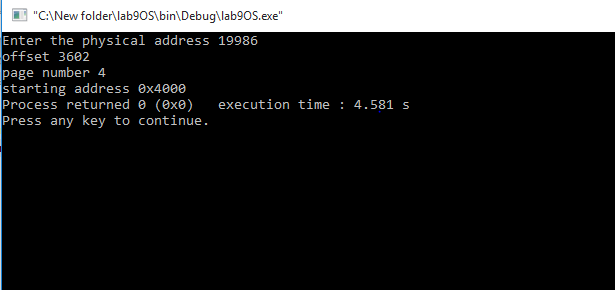 "C:\New folder\lab9OS\bin\Debug\lab9OS.exe"
Enter the physical address 19986
offset 3602
page number 4
starting address 0x4000
Process returned 0 (0x0)   execution time : 4.581 s
Press any key to continue.